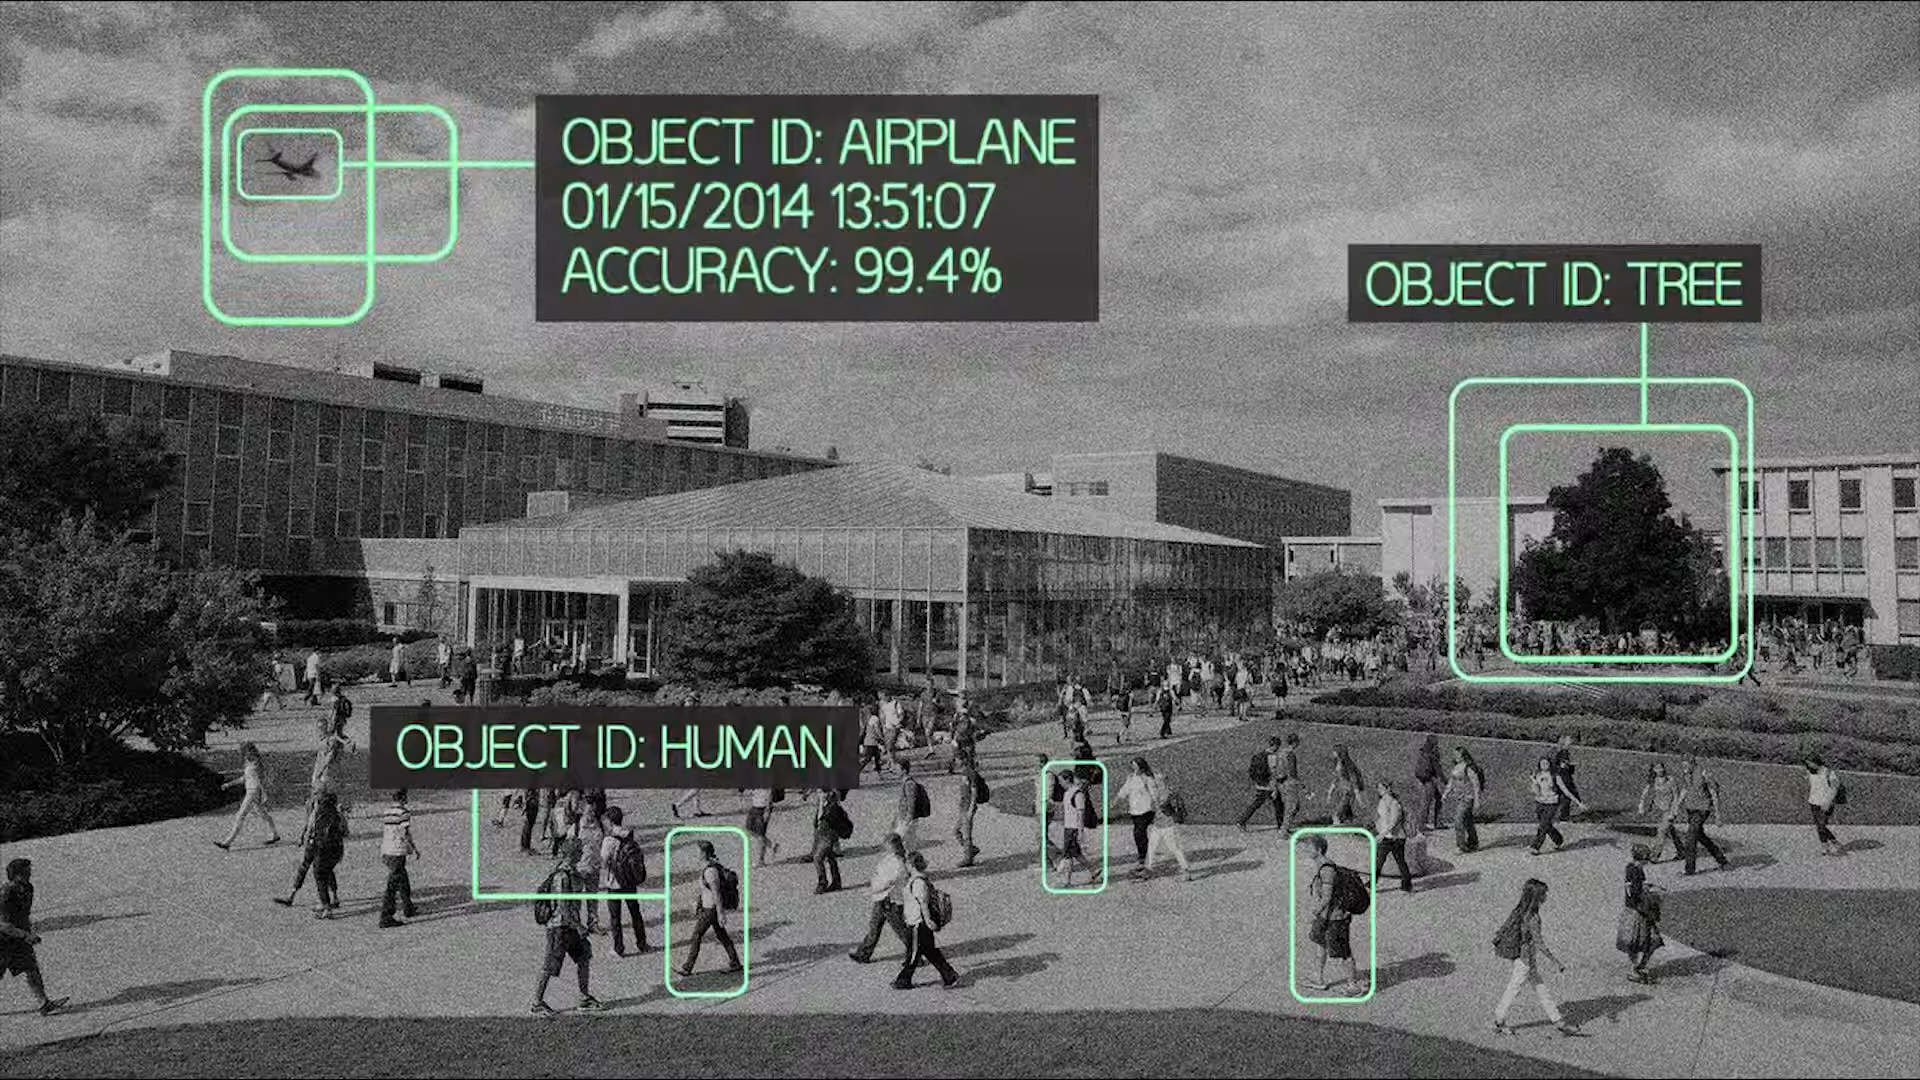 OBJECT ID: AIRPLANE
01/15/2014 13:51:07
ACCURACY: 99.4%
OBJECT ID: TREE
OBJECT ID: HUMAN